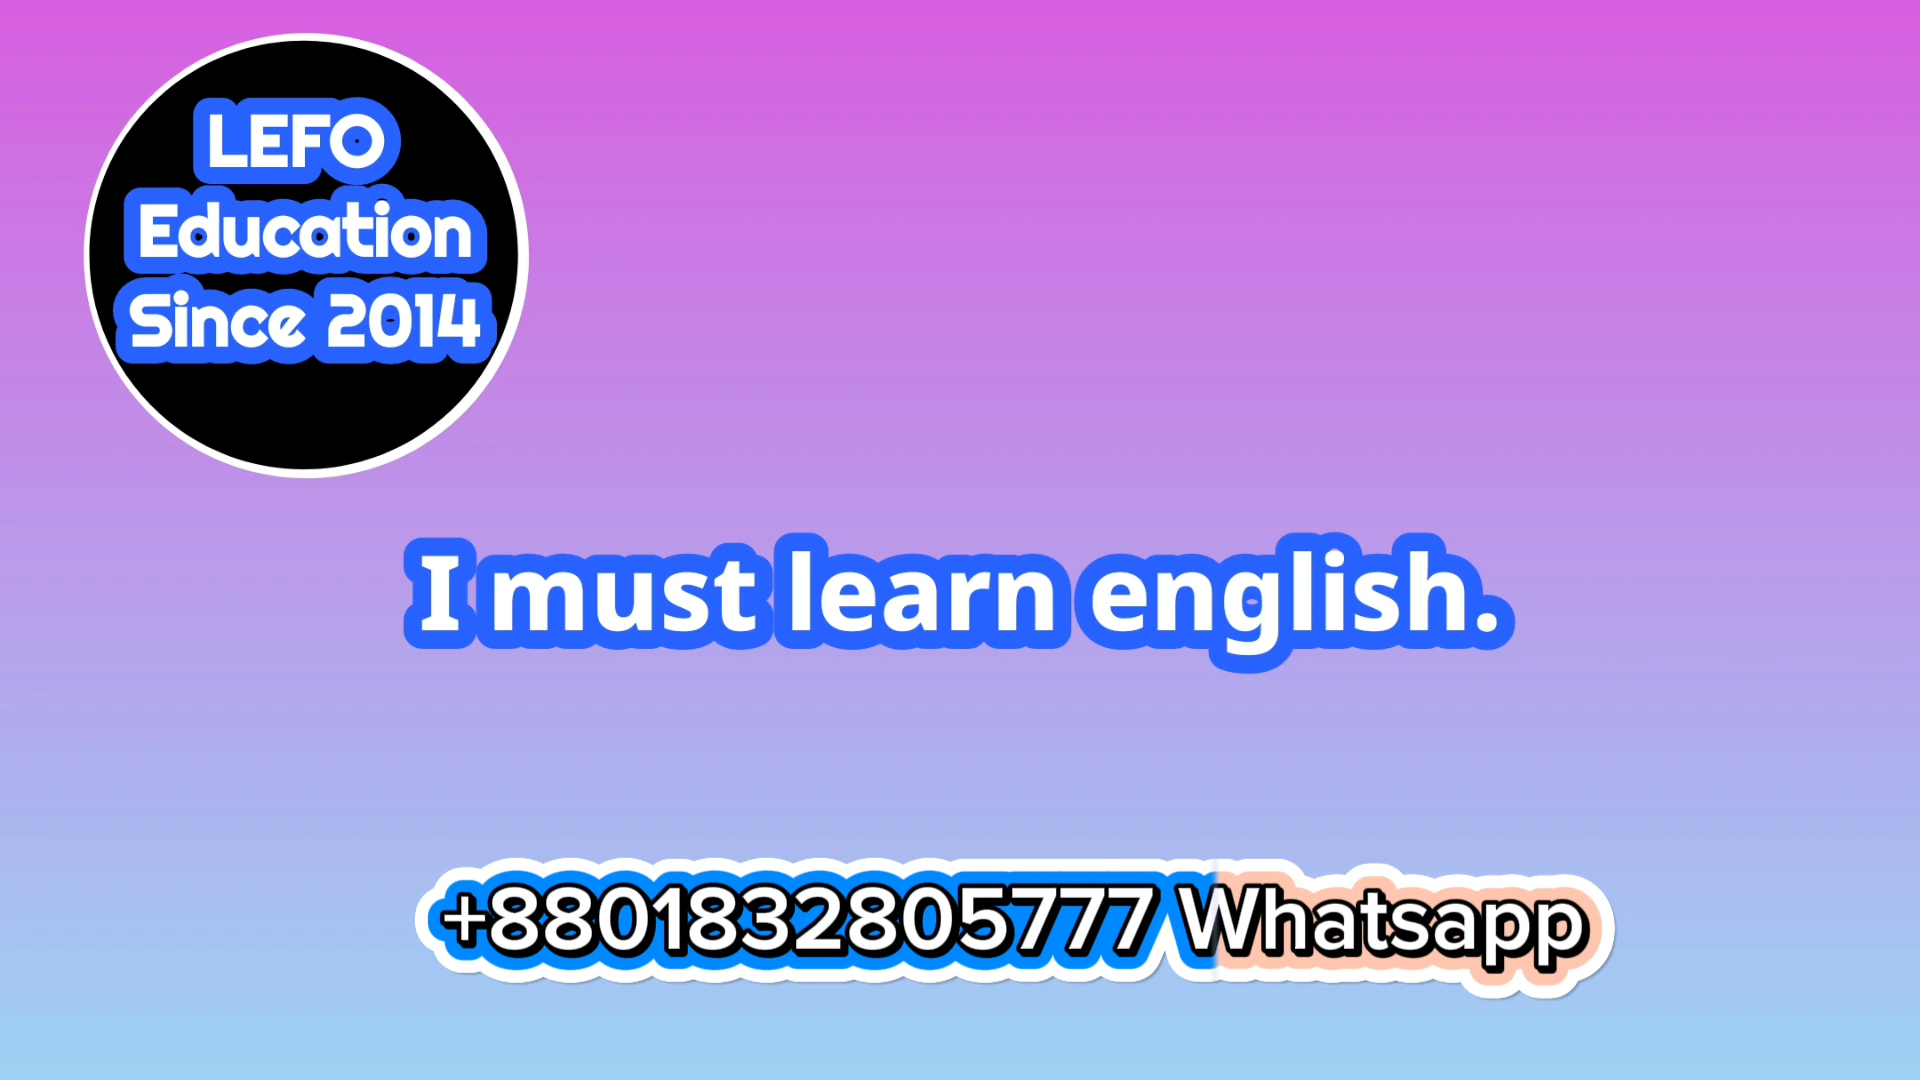 LEFO
Education
Since 2014
I must learn english.
+8801832805777 Whatsapp